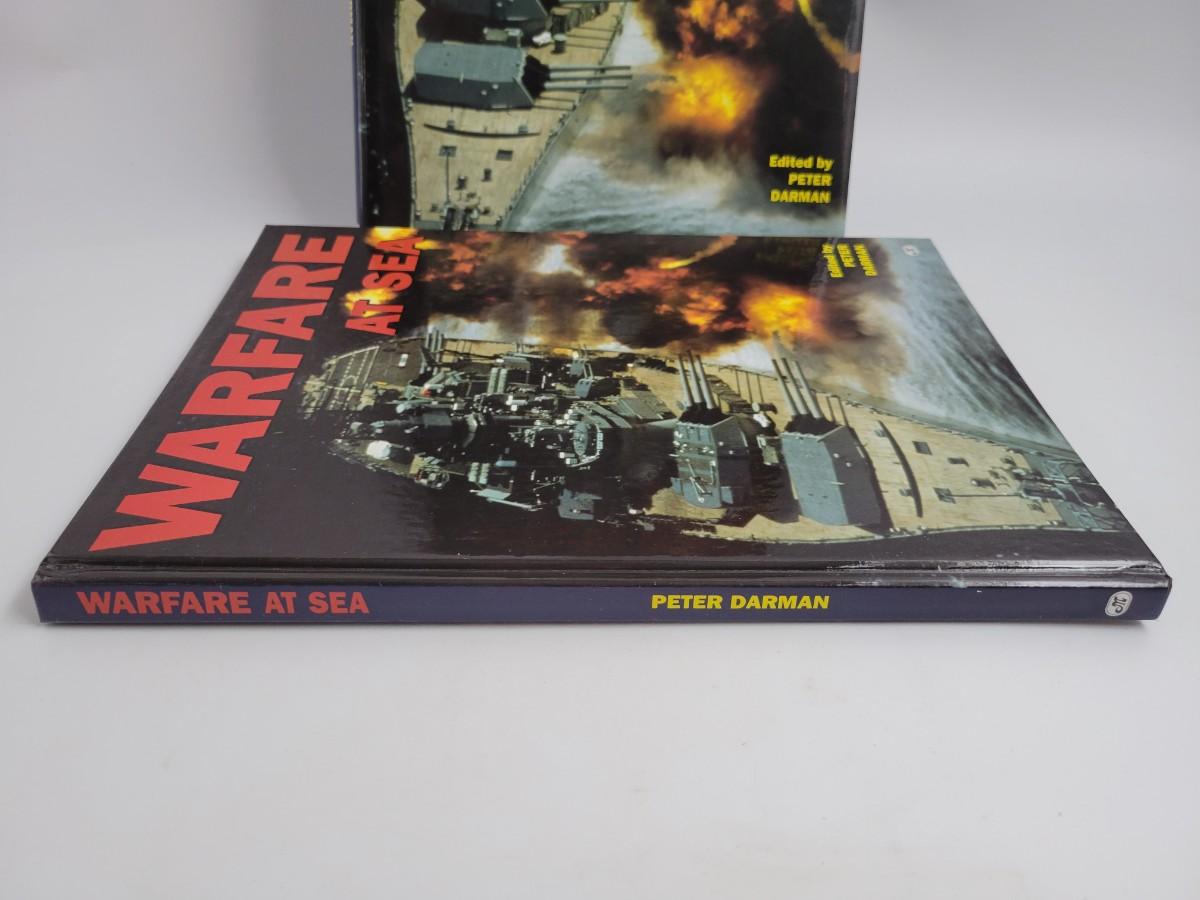 Edited by
PETER
DARMAN
WARFARE
AT SEA
Edited by
PETER
DARMAN
WARFARE AT SEA
PETER DARMAN